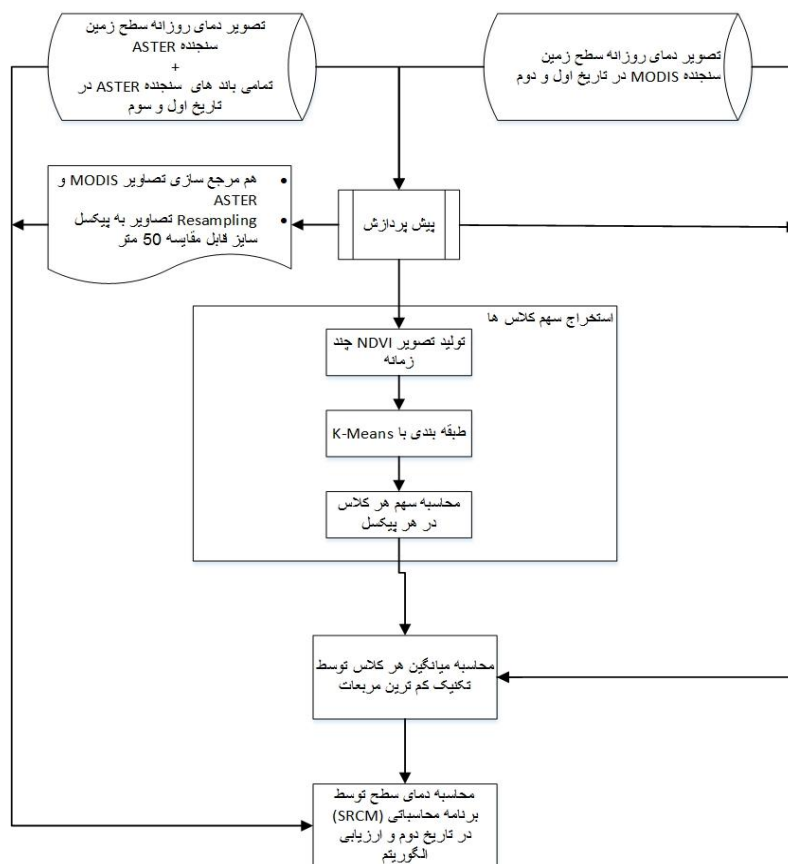 تصویر دمای روزانه سطح زمین
سنجنده ASTER
+
تمامی باند های سنجنده ASTER در
تاریخ اول و سوم
تصویر دمای روزانه سطح زمین
سنجنده MODIS در تاریخ اول و دوم
پیش پردازش
• هم مرجع سازی تصاویر MODIS و
ASTER
• Resampling تصاویر به پیکسل
سایز قابل مقایسه 50 متر
استخراج سهم کلاس ها
تولید تصویر NDVI چند
زمانه
طبقه بندی با K-Means
محاسبه سهم هر کلاس
در هر پیکسل
محاسبه میانگین هر کلاس توسط
تکنیک کم ترین مربعات
محاسبه دمای سطح توسط
برنامه محاسباتی (SRCM)
در تاریخ دوم و ارزیابی
الگوریتم